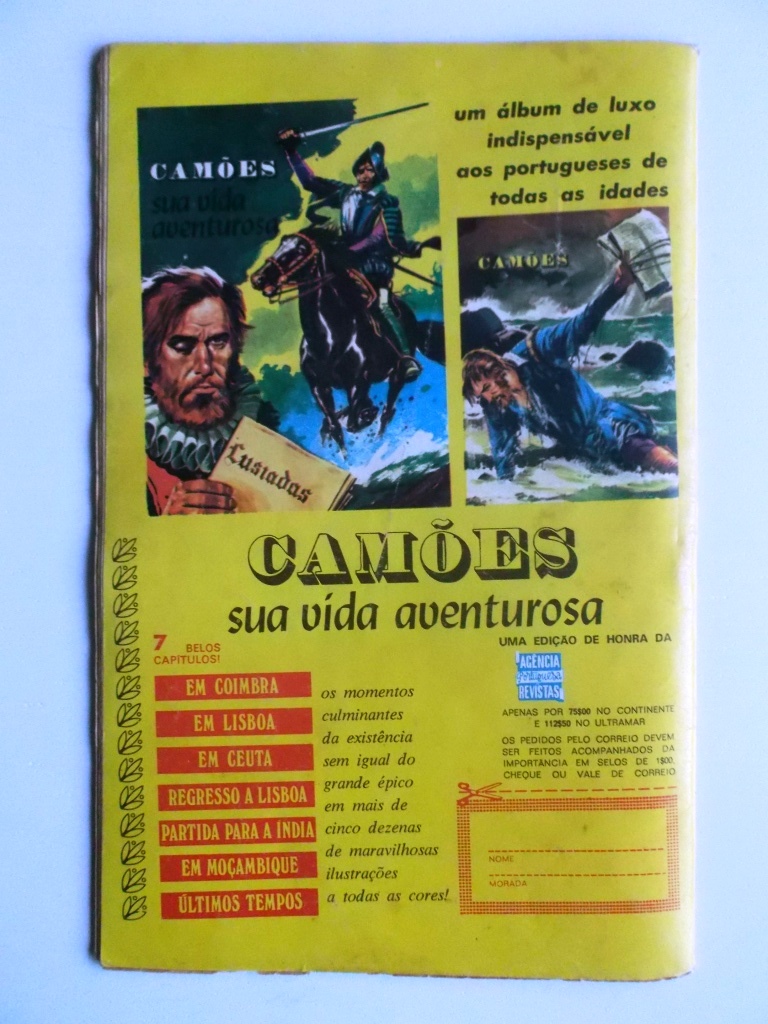 um álbum de luxo
indispensável
aos portugueses de
todas as idades
CAMÕES
sua vida
aventurosa
Lusiadas
CAMÕES
CAMÕES
sua vida aventurosa
7 BELOS
CAPITULOS!
EM COIMBRA
EM LISBOA
EM CEUTA
REGRESSO A LISBOA
PARTIDA PARA A ÍNDIA
EM MOÇAMBIQUE
ÚLTIMOS TEMPOS
os momentos
culminantes
da existência
sem igual do
grande épico
em mais de
cinco dezenas
de maravilhosas
ilustrações
a todas as cores!
UMA EDIÇÃO DE HONRA DA
AGÊNCIA
portuguesa
REVISTAS
APENAS POR 75$00 NO CONTINENTE
E 112$50 NO ULTRAMAR
OS PEDIDOS PELO CORREIO DEVEM
SER FEITOS ACOMPANHADOS DA
IMPORTÂNCIA EM SELOS DE 1$00,
CHEQUE OU VALE DE CORREIO
NOME
MORADA